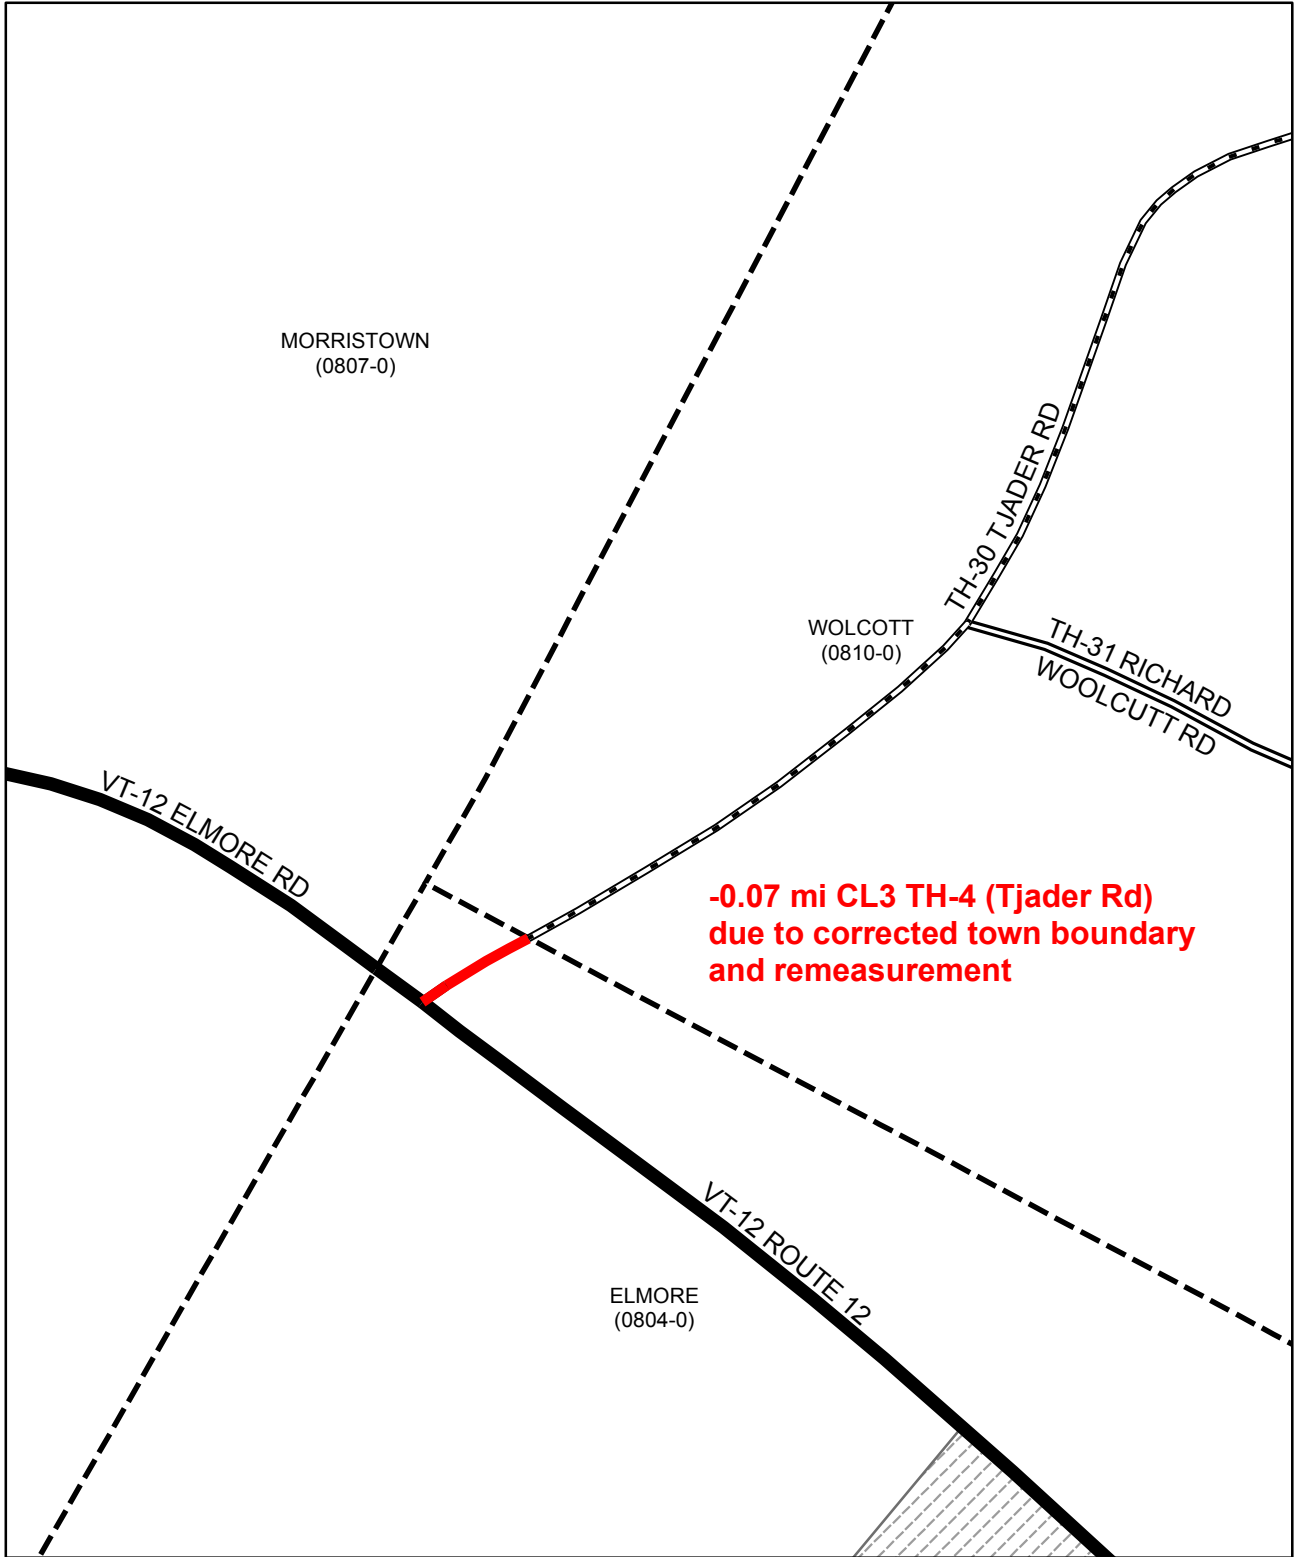 MORRISTOWN
(0807-0)
TH-30 TJADER RD
WOLCOTT
(0810-0)
TH-31 RICHARD
WOOLCUTT RD
VT-12 ELMORE RD
-0.07 mi CL3 TH-4 (Tjader Rd)
due to corrected town boundary
and remeasurement
VT-12 ROUTE 12
ELMORE
(0804-0)